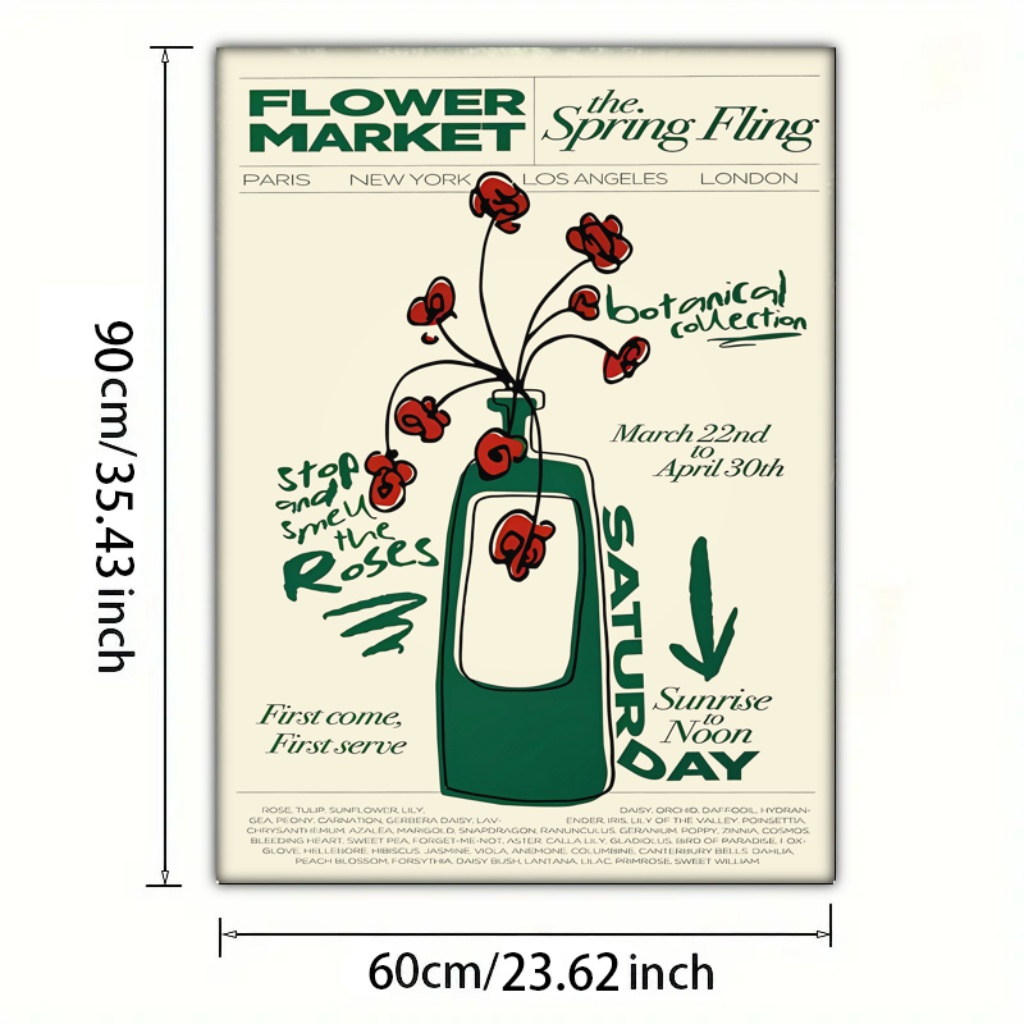 FLOWER
MARKET
the
Spring Fling
PARIS NEW YORK LOS ANGELES LONDON
botanical
collection
March 22nd
to
April 30th
stop
and
smell
the
Roses
SATURDAY
Sunrise
to
Noon
First come,
First serve
ROSE, TULIP, SUNFLOWER, LILY, DAISY, ORCHID, DAFFODIL, HYDRAN-
GEA, PEONY, CARNATION, GERBERA DAISY, LAV- ENDER, IRIS, LILY OF THE VALLEY, POINSETTIA,
CHRYSANTHEMUM, AZALEA, MARIGOLD, SNAPDRAGON, RANUNCULUS, GERANIUM, POPPY, ZINNIA, COSMOS,
BLEEDING HEART, SWEET PEA, FORGET-ME-NOT, ASTER, CALLA LILY, GLADIOLUS, BIRD OF PARADISE, FOX-
GLOVE, HELLEBORE, HIBISCUS, JASMINE, VIOLA, ANEMONE, COLUMBINE, CANTERBURY BELLS, DAHLIA,
PEACH BLOSSOM, FORSYTHIA, DAISY BUSH, LANTANA, LILAC, PRIMROSE, SWEET WILLIAM
90cm/35.43 inch
60cm/23.62 inch